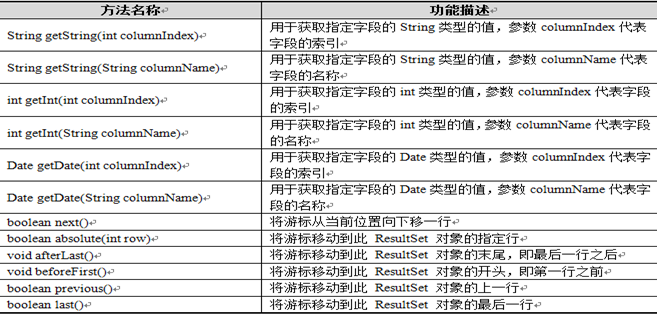 方法名称 功能描述
String getString(int columnIndex) 用于获取指定字段的 String 类型的值，参数 columnIndex 代表
字段的索引
String getString(String columnName) 用于获取指定字段的 String 类型的值，参数 columnName 代表
字段的名称
int getInt(int columnIndex) 用于获取指定字段的 int 类型的值，参数 columnIndex 代表字段
的索引
int getInt(String columnName) 用于获取指定字段的 int 类型的值，参数 columnName 代表字段
的名称
Date getDate(int columnIndex) 用于获取指定字段的 Date 类型的值，参数 columnIndex 代表字
段的索引
Date getDate(String columnName) 用于获取指定字段的 Date 类型的值，参数 columnName 代表字
段的名称
boolean next() 将游标从当前位置向下移一行
boolean absolute(int row) 将游标移动到此 ResultSet 对象的指定行
void afterLast() 将游标移动到此 ResultSet 对象的末尾，即最后一行之后
void beforeFirst() 将游标移动到此 ResultSet 对象的开头，即第一行之前
boolean previous() 将游标移动到此 ResultSet 对象的上一行
boolean last() 将游标移动到此 ResultSet 对象的最后一行